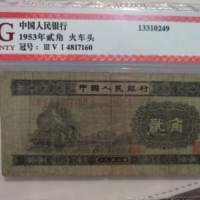 G
中国人民银行
13310249
1953年贰角 火车头
冠号： Ⅲ Ⅴ Ⅰ 4817160
中国人民银行
贰角